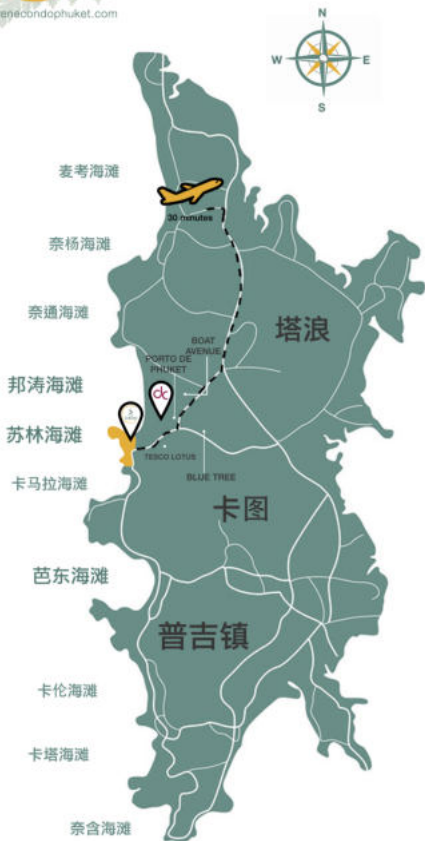 enecondophuket.com
N
W
E
S
麦考海滩
30 minutes
奈杨海滩
奈通海滩
塔浪
BOAT
AVENUE
PORTO DE
PHUKET
邦涛海滩
dc
苏林海滩
TESCO LOTUS
卡马拉海滩
BLUE TREE
卡图
芭东海滩
普吉镇
卡伦海滩
卡塔海滩
奈含海滩